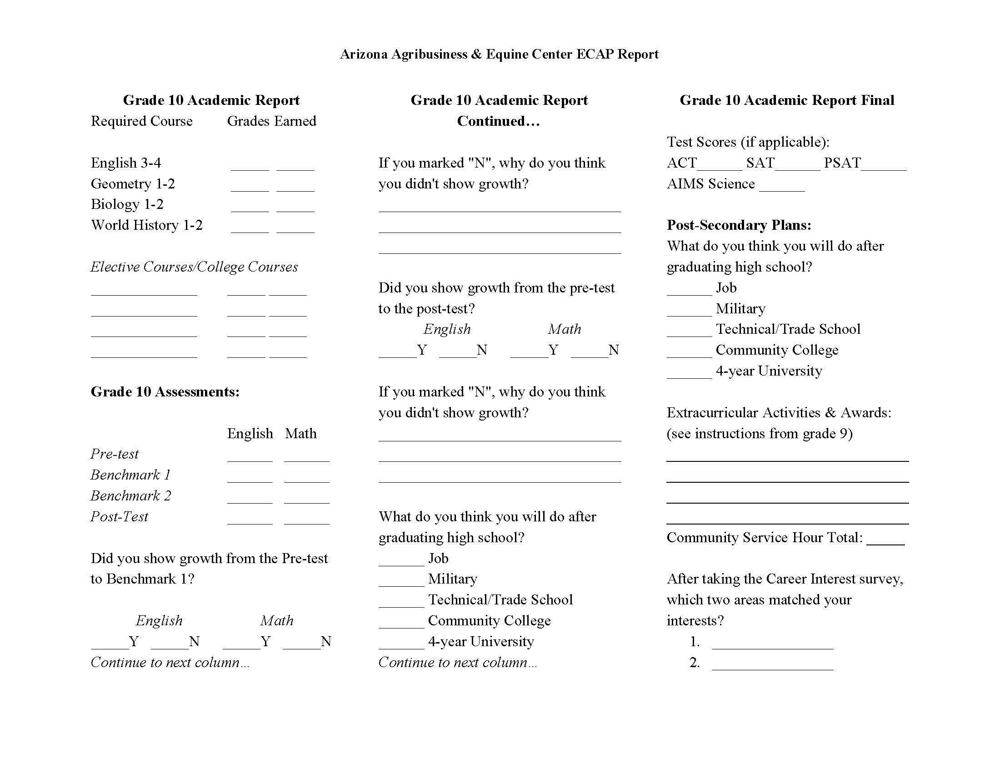 Arizona Agribusiness & Equine Center ECAP Report
Grade 10 Academic Report
Required Course Grades Earned
English 3-4 _____ _____
Geometry 1-2 _____ _____
Biology 1-2 _____ _____
World History 1-2 _____ _____
Elective Courses/College Courses
______________ _____ _____
______________ _____ _____
______________ _____ _____
______________ _____ _____
Grade 10 Assessments:
English Math
Pre-test ______ ______
Benchmark 1 ______ ______
Benchmark 2 ______ ______
Post-Test ______ ______
Did you show growth from the Pre-test
to Benchmark 1?
English Math
_____Y _____N _____Y _____N
Continue to next column…
Grade 10 Academic Report
Continued…
If you marked "N", why do you think
you didn't show growth?
________________________________
________________________________
________________________________
Did you show growth from the pre-test
to the post-test?
English Math
_____Y _____N _____Y _____N
If you marked "N", why do you think
you didn't show growth?
________________________________
________________________________
________________________________
What do you think you will do after
graduating high school?
______ Job
______ Military
______ Technical/Trade School
______ Community College
______ 4-year University
Continue to next column…
Grade 10 Academic Report Final
Test Scores (if applicable):
ACT______ SAT______ PSAT______
AIMS Science ______
Post-Secondary Plans:
What do you think you will do after
graduating high school?
______ Job
______ Military
______ Technical/Trade School
______ Community College
______ 4-year University
Extracurricular Activities & Awards:
(see instructions from grade 9)
________________________________
________________________________
________________________________
________________________________
Community Service Hour Total: _____
After taking the Career Interest survey,
which two areas matched your
interests?
1. ________________
2. ________________